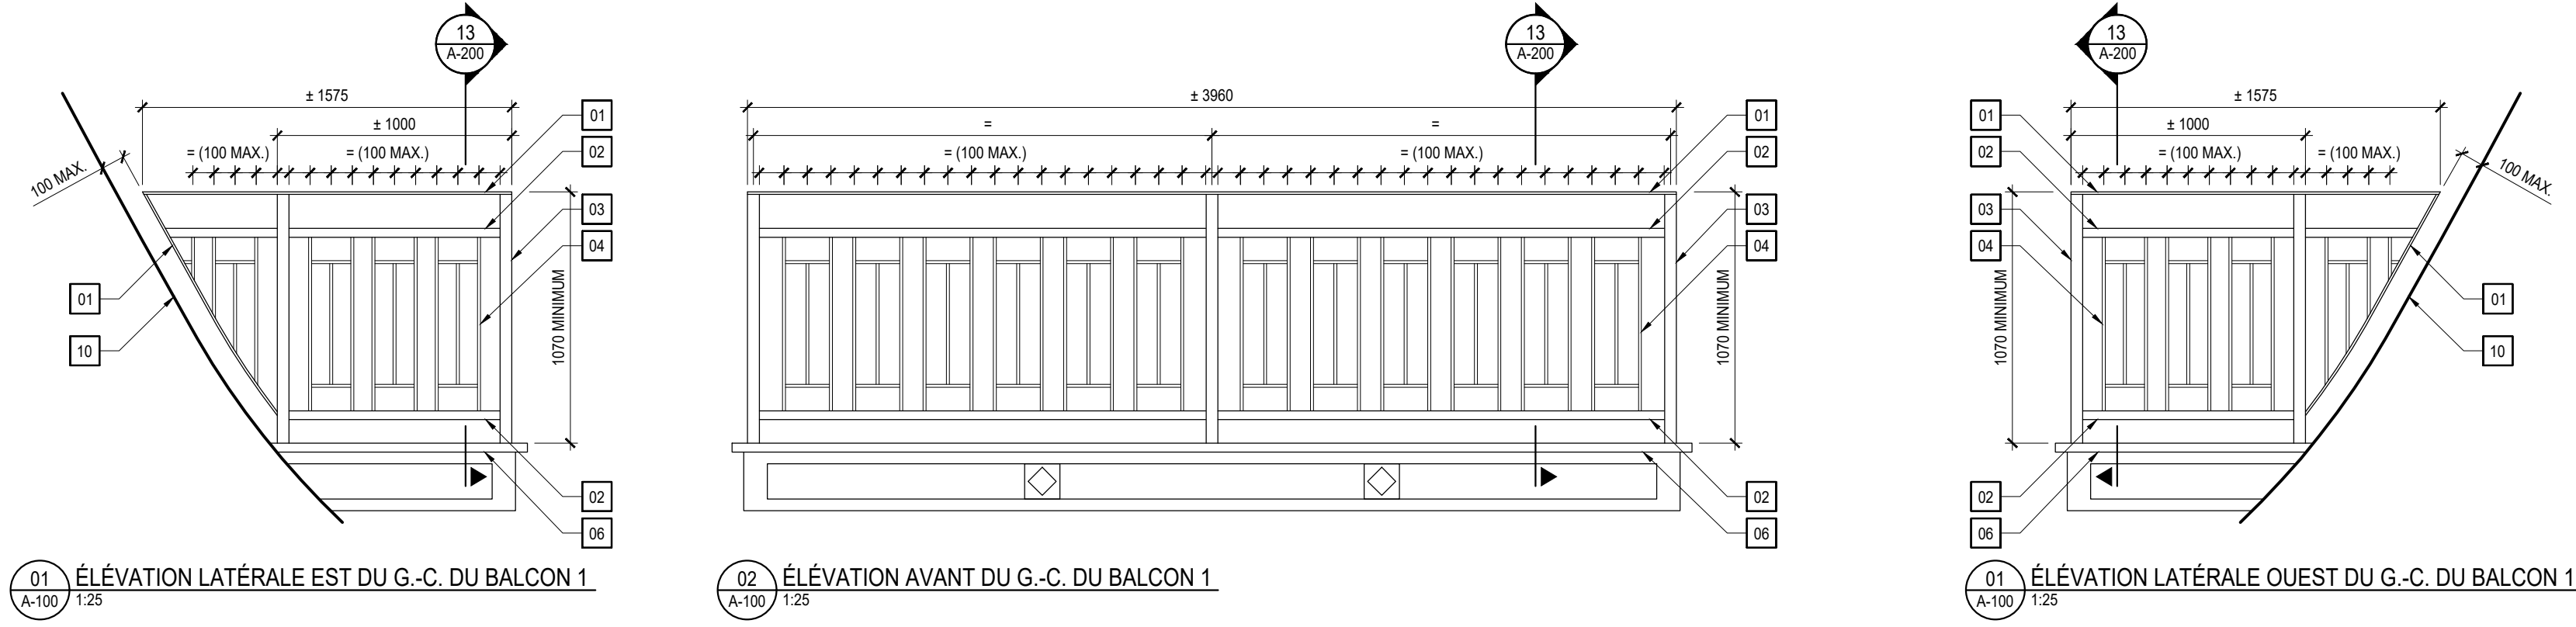 13
A-200
± 1575
± 1000
= (100 MAX.)
= (100 MAX.)
100 MAX.
01
02
03
04
01
10
1070 MINIMUM
02
06
01
A-100
ÉLÉVATION LATÉRALE EST DU G.-C. DU BALCON 1
1:25
13
A-200
± 3960
=
=
= (100 MAX.)
= (100 MAX.)
01
02
03
04
1070 MINIMUM
02
06
02
A-100
ÉLÉVATION AVANT DU G.-C. DU BALCON 1
1:25
13
A-200
± 1575
± 1000
= (100 MAX.)
= (100 MAX.)
100 MAX.
01
02
03
04
1070 MINIMUM
01
10
02
06
01
A-100
ÉLÉVATION LATÉRALE OUEST DU G.-C. DU BALCON 1
1:25